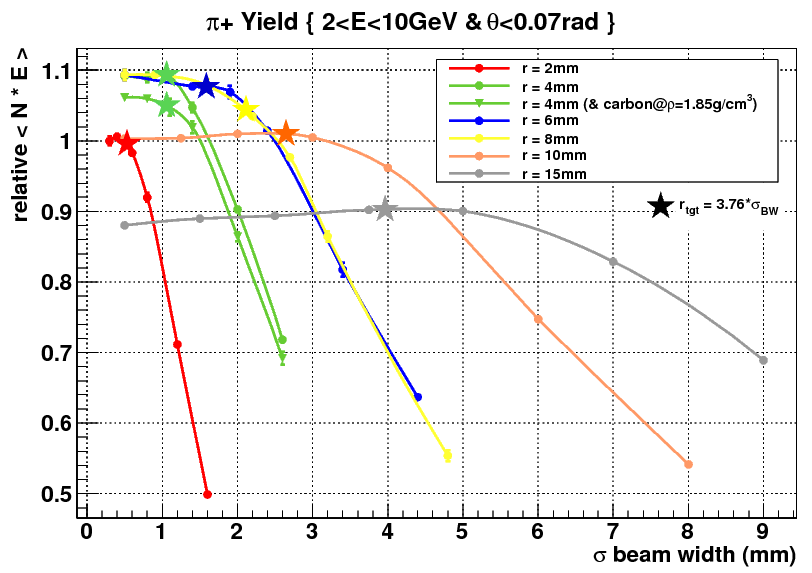 π+ Yield { 2<E<10GeV & θ<0.07rad }
relative < N * E >
1.1
1
0.9
0.8
0.7
0.6
0.5
r = 2mm
r = 4mm
r = 4mm (& carbon@ρ=1.85g/cm³)
r = 6mm
r = 8mm
r = 10mm
r = 15mm
r_tgt = 3.76*σ_BW
0 1 2 3 4 5 6 7 8 9
σ beam width (mm)